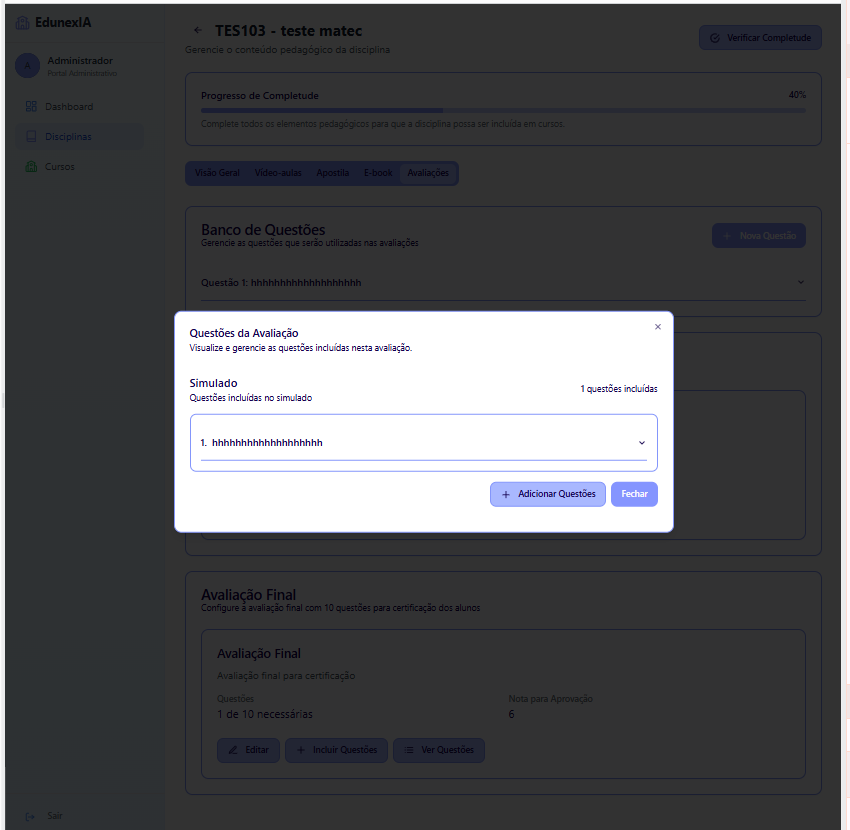 EdunexIA
Administrador
Portal Administrativo
Dashboard
Disciplinas
Cursos
Sair
TES103 - teste matec
Gerencie o conteúdo pedagógico da disciplina
Verificar Completude
Progresso de Completude
40%
Complete todos os elementos pedagógicos para que a disciplina possa ser incluída em cursos.
Visão Geral
Vídeo-aulas
Apostila
E-book
Avaliações
Banco de Questões
Gerencie as questões que serão utilizadas nas avaliações
Nova Questão
Questão 1: hhhhhhhhhhhhhhhhhhh
Questões da Avaliação
Visualize e gerencie as questões incluídas nesta avaliação.
Simulado
Questões incluídas no simulado
1 questões incluídas
1. hhhhhhhhhhhhhhhhhhh
Adicionar Questões
Fechar
Avaliação Final
Configure a avaliação final com 10 questões para certificação dos alunos
Avaliação Final
Avaliação final para certificação
Questões
1 de 10 necessárias
Nota para Aprovação
6
Editar
Incluir Questões
Ver Questões